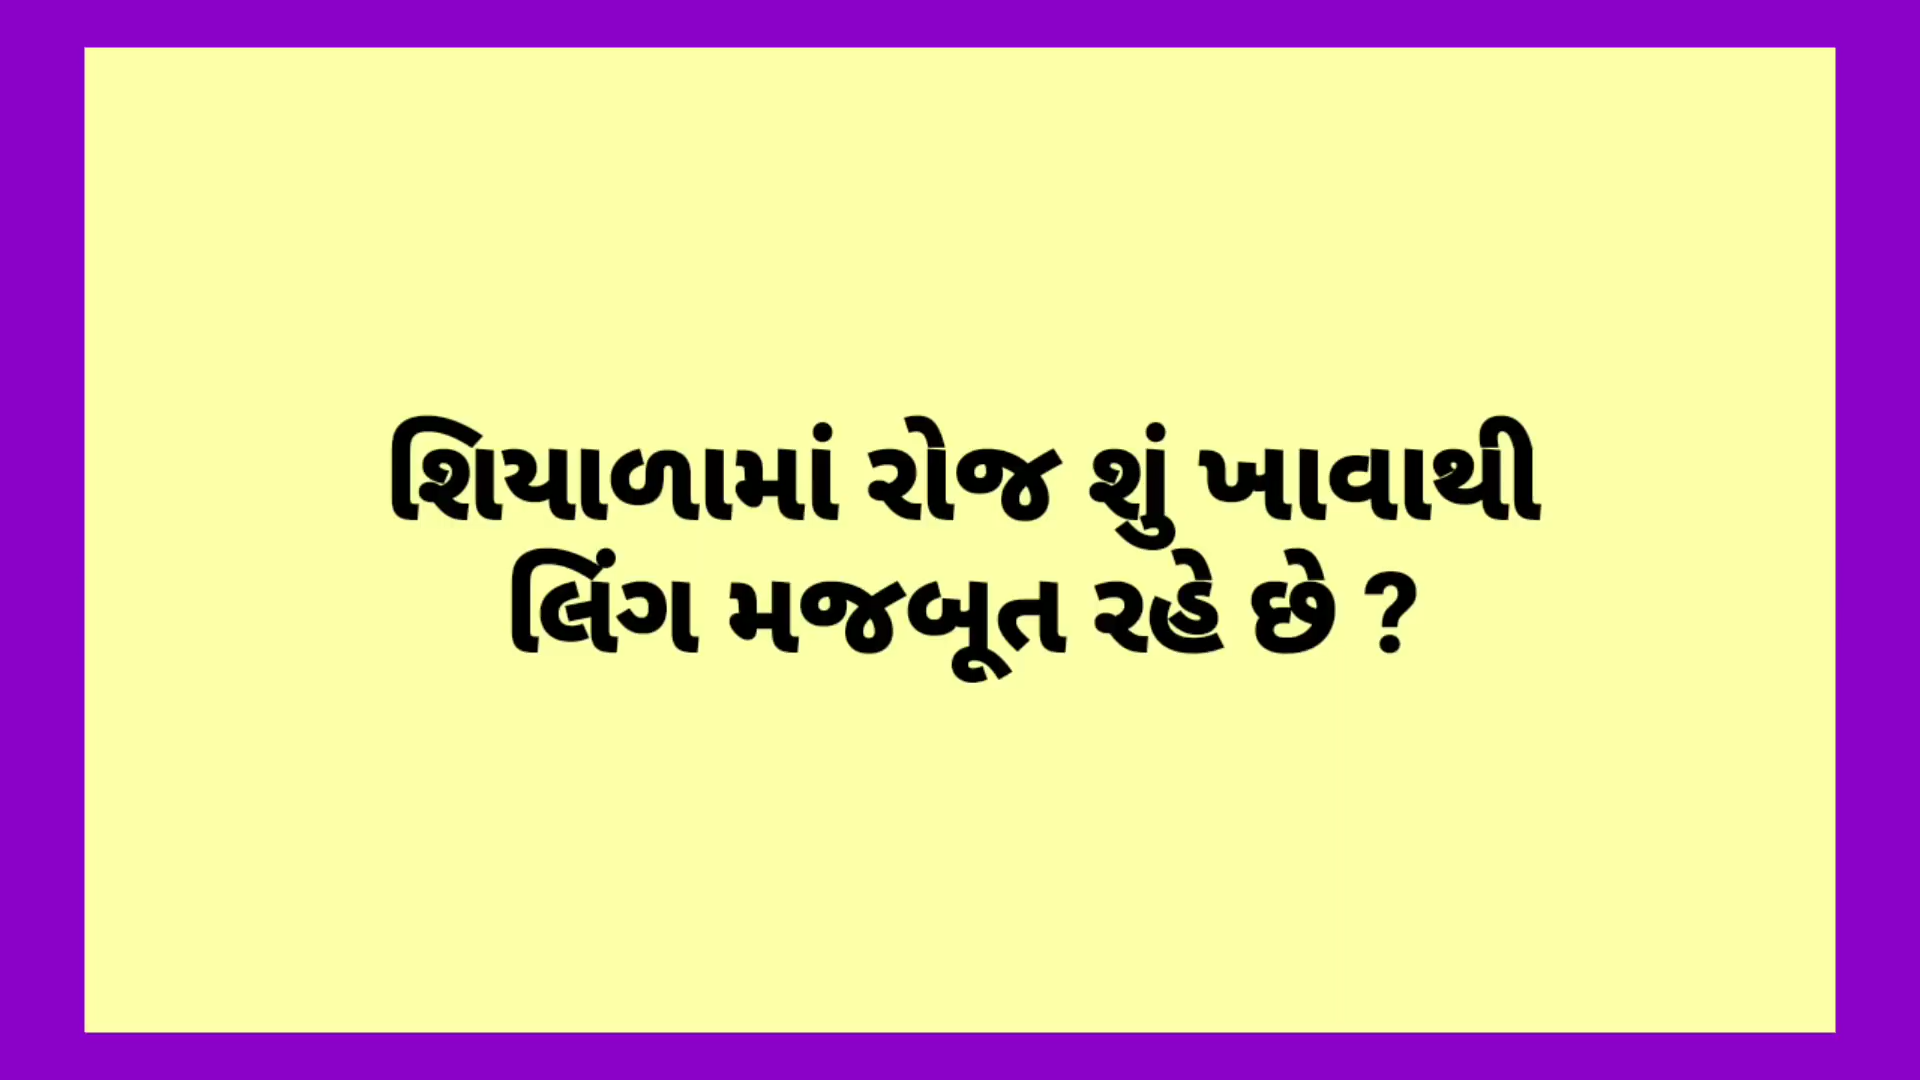 શિયાળામાં રોજ શું ખાવાથી
લિંગ મજબૂત રહે છે ?